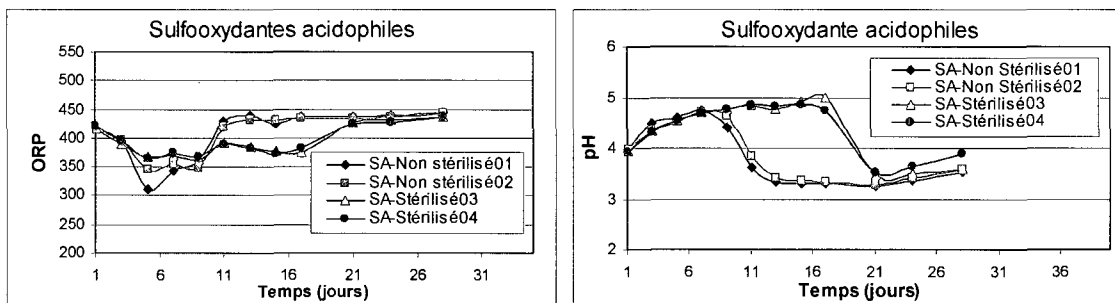 Sulfooxydantes acidophiles
550
500
450
400
350
300
250
200
ORP
1
6
11
16
21
26
31
Temps (jours)
SA-Non stérilisé01
SA-Non stérilisé02
SA-Stérilisé03
SA-Stérilisé04
Sulfooxydante acidophiles
6
5
4
3
2
pH
1
6
11
16
21
26
31
36
Temps (jours)
SA-Non Stérilisé01
SA-Non Stérilisé02
SA-Stérilisé03
SA-Stérilisé04